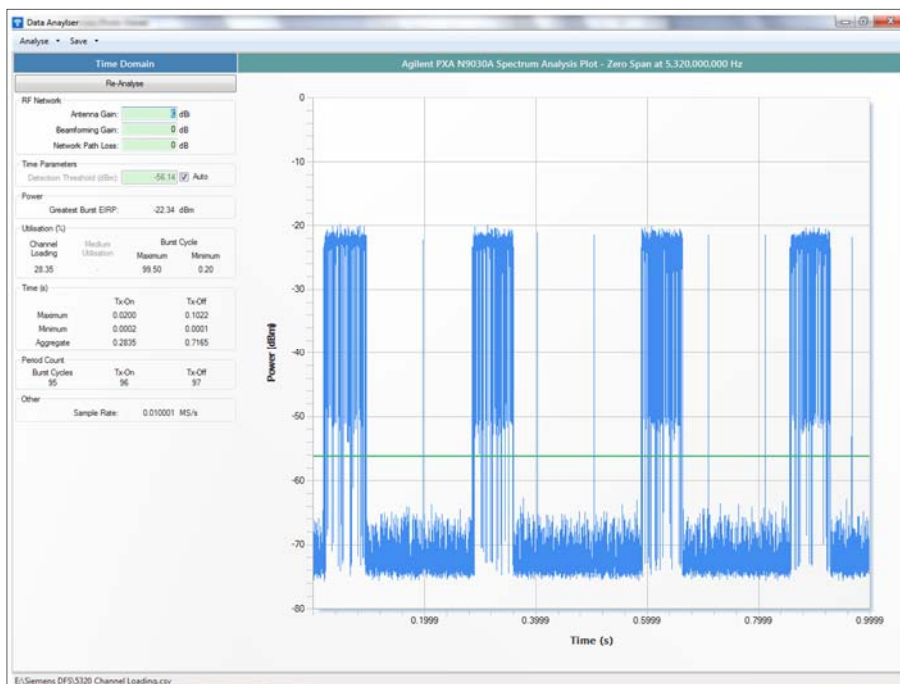 Data Anaylser
Analyse Save
Time Domain
Re-Analyse
RF Network
Antenna Gain: 3 dBi
Beamforming Gain: 0 dB
Network Path Loss: 0 dB
Time Parameters
Detection Threshold (dBm): -56.14 Auto
Power
Greatest Burst EIRP: -22.34 dBm
Utilisation (%)
Channel Loading Medium Utilisation Burst Cycle
Maximum Minimum
28.35 - 99.50 0.20
Time (s)
Tx-On Tx-Off
Maximum 0.0200 0.1022
Minimum 0.0002 0.0001
Aggregate 0.2835 0.7165
Period Count
Burst Cycles Tx-On Tx-Off
95 96 97
Other
Sample Rate: 0.010001 MS/s
Agilent PXA N9030A Spectrum Analysis Plot - Zero Span at 5,320,000,000 Hz
Power (dBm)
0
-10
-20
-30
-40
-50
-60
-70
-80
0.1999 0.3999 0.5999 0.7999 0.9999
Time (s)
E:\Siemens DFS\5320 Channel Loading.csv